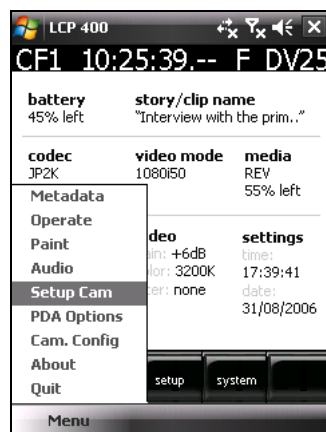 LCP 400
CF1 10:25:39.-- F DV25
battery
45% left
story/clip name
"Interview with the prim.."
codec
JP2K
video mode
1080i50
media
REV
55% left
Metadata
Operate
Paint
Audio
Setup Cam
PDA Options
Cam. Config
About
Quit
deo
ain: +6dB
olor: 3200K
ter: none
settings
time:
17:39:41
date:
31/08/2006
setup
system
Menu